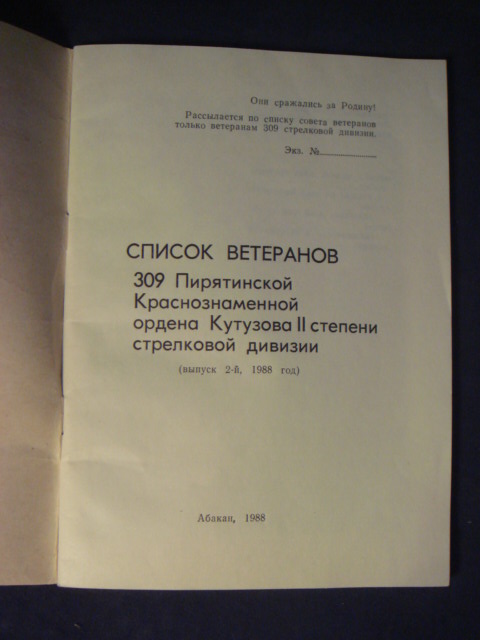 Они сражались за Родину!
Рассылается по списку совета ветеранов
только ветеранам 309 стрелковой дивизии.
Экз. №
СПИСОК ВЕТЕРАНОВ
309 Пирятинской
Краснознаменной
ордена Кутузова II степени
стрелковой дивизии
(выпуск 2-й, 1988 год)
Абакан, 1988